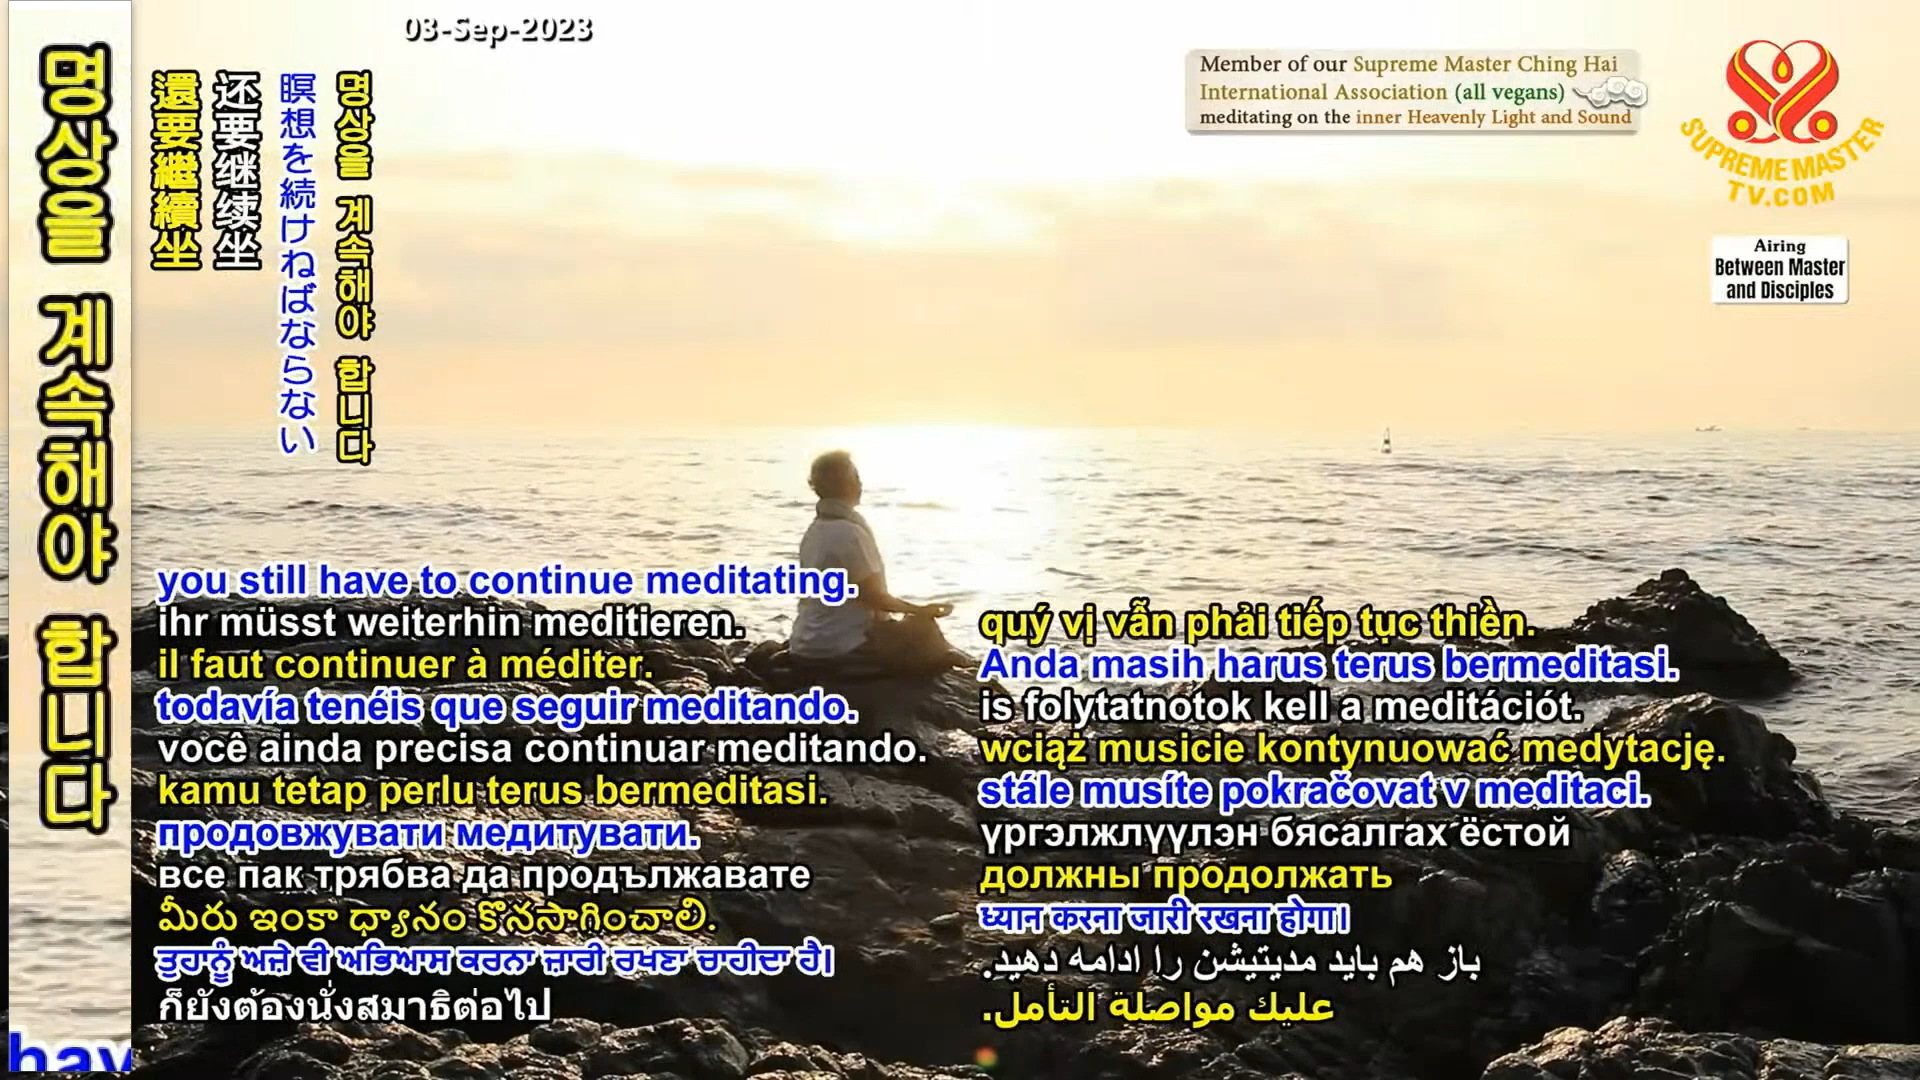 명상을 계속해야 합니다
hav
03-Sep-2023
還要繼續坐
还要继续坐
瞑想を続けねばならない
명상을 계속해야 합니다
Member of our Supreme Master Ching Hai
International Association (all vegans)
meditating on the inner Heavenly Light and Sound
SUPREME MASTER
TV.COM
Airing
Between Master
and Disciples
you still have to continue meditating.
ihr müsst weiterhin meditieren.
il faut continuer à méditer.
todavía tenéis que seguir meditando.
você ainda precisa continuar meditando.
kamu tetap perlu terus bermeditasi.
продовжувати медитувати.
все пак трябва да продължавате
మీరు ఇంకా ధ్యానం కొనసాగించాలి.
ਤੁਹਾਨੂੰ ਅਜੇ ਵੀ ਅਭਿਆਸ ਕਰਨਾ ਜ਼ਾਰੀ ਰਖਣਾ ਚਾਹੀਦਾ ਹੈ।
ก็ยังต้องนั่งสมาธิต่อไป
quý vị vẫn phải tiếp tục thiền.
Anda masih harus terus bermeditasi.
is folytatnotok kell a meditációt.
wciąż musicie kontynuować medytację.
stále musíte pokračovat v meditaci.
үргэлжлүүлэн бясалгах ёстой
должны продолжать
ध्यान करना जारी रखना होगा।
باز هم باید مدیتیشن را ادامه دهید.
عليك مواصلة التأمل.